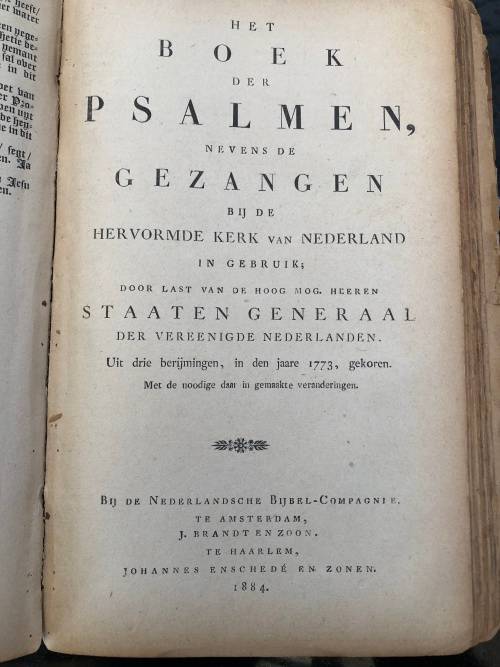 HET
BOEK
DER
PSALMEN,
NEVENS DE
GEZANGEN
BIJ DE
HERVORMDE KERK VAN NEDERLAND
IN GEBRUIK;
DOOR LAST VAN DE HOOG MOG. HEEREN
STAATEN GENERAAL
DER VEREENIGDE NEDERLANDEN.
Uit drie berijmingen, in den jaare 1773, gekoren.
Met de noodige daar in gemaakte veranderingen.
BIJ DE NEDERLANDSCHE BIJBEL-COMPAGNIE.
TE AMSTERDAM,
J. BRANDT EN ZOON.
TE HAARLEM,
JOHANNES ENSCHEDÉ EN ZONEN.
1884.